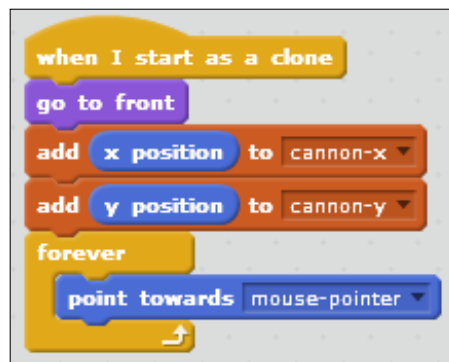 when I start as a clone
go to front
add x position to cannon-x
add y position to cannon-y
forever
point towards mouse-pointer